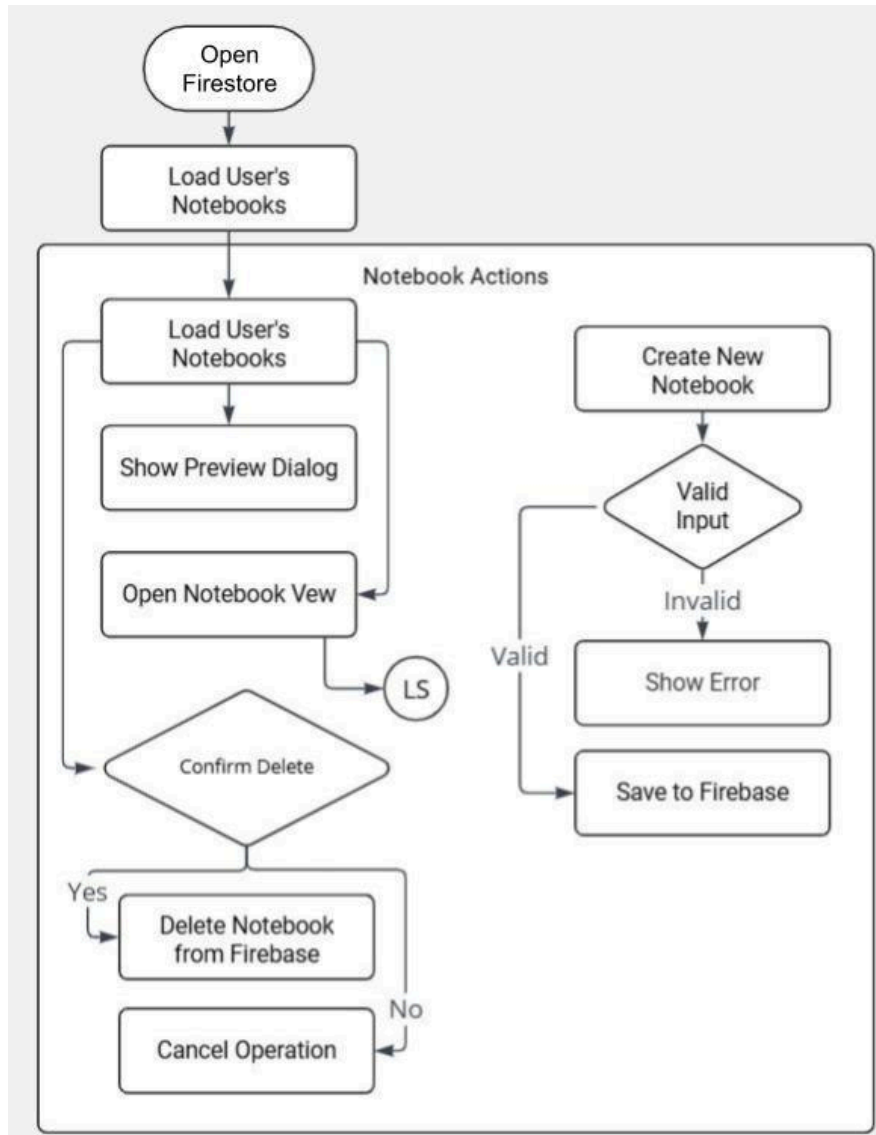 Open
Firestore
Load User's
Notebooks
Notebook Actions
Load User's
Notebooks
Show Preview Dialog
Open Notebook Vew
LS
Confirm Delete
Yes
Delete Notebook
from Firebase
No
Cancel Operation
Create New
Notebook
Valid
Input
Invalid
Valid
Show Error
Save to Firebase